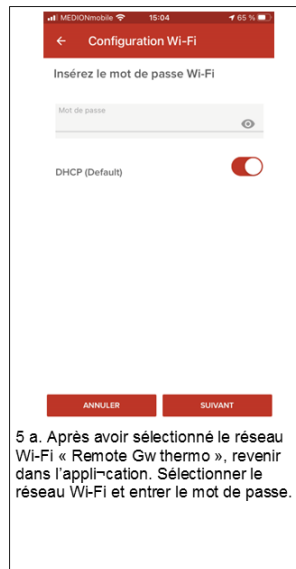 MEDIONmobile 15:04 65 %
← Configuration Wi-Fi
Insérez le mot de passe Wi-Fi
Mot de passe
DHCP (Default)
ANNULER SUIVANT
5 a. Après avoir sélectionné le réseau
Wi-Fi « Remote Gw thermo », revenir
dans l'appli¬cation. Sélectionner le
réseau Wi-Fi et entrer le mot de passe.